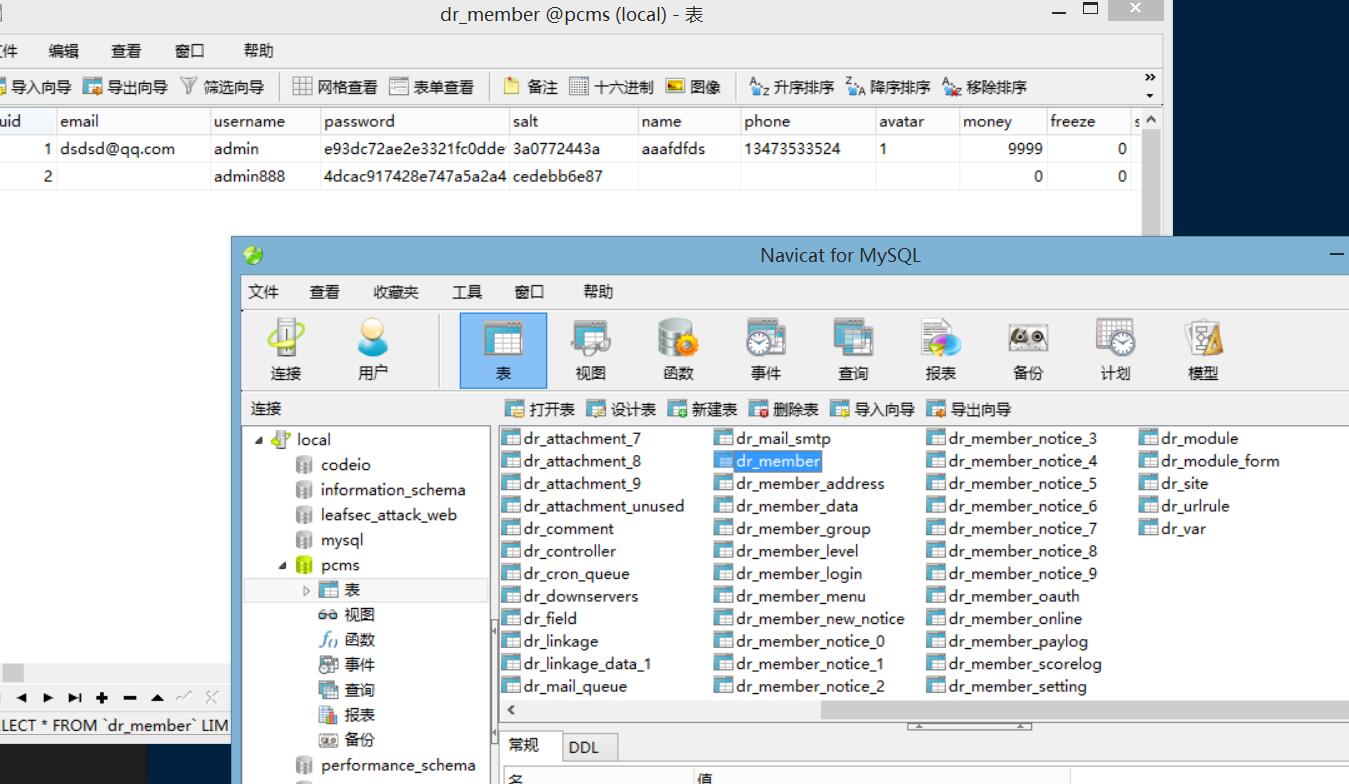 dr_member @pcms (local) - 表
件 编辑 查看 窗口 帮助
导入向导 导出向导 筛选向导 网格查看 表单查看 备注 十六进制 图像 升序排序 降序排序 移除排序
uid email username password salt name phone avatar money freeze s
1 dsdsd@qq.com admin e93dc72ae2e3321fc0dde 3a0772443a aaafdfds 13473533524 1 9999 0
2 admin888 4dcac917428e747a5a2a4 cedebb6e87 0 0
Navicat for MySQL
文件 查看 收藏夹 工具 窗口 帮助
连接 用户 表 视图 函数 事件 查询 报表 备份 计划 模型
连接
打开表 设计表 新建表 删除表 导入向导 导出向导
local
codeio
information_schema
leafsec_attack_web
mysql
pcms
表
视图
函数
事件
查询
报表
备份
performance_schema
dr_attachment_7
dr_attachment_8
dr_attachment_9
dr_attachment_unused
dr_comment
dr_controller
dr_cron_queue
dr_downservers
dr_field
dr_linkage
dr_linkage_data_1
dr_mail_queue
dr_mail_smtp
dr_member
dr_member_address
dr_member_data
dr_member_group
dr_member_level
dr_member_login
dr_member_menu
dr_member_new_notice
dr_member_notice_0
dr_member_notice_1
dr_member_notice_2
dr_member_notice_3
dr_member_notice_4
dr_member_notice_5
dr_member_notice_6
dr_member_notice_7
dr_member_notice_8
dr_member_notice_9
dr_member_oauth
dr_member_online
dr_member_paylog
dr_member_scorelog
dr_member_setting
dr_module
dr_module_form
dr_site
dr_urlrule
dr_var
LECT * FROM `dr_member` LIM
常规 DDL
名 值